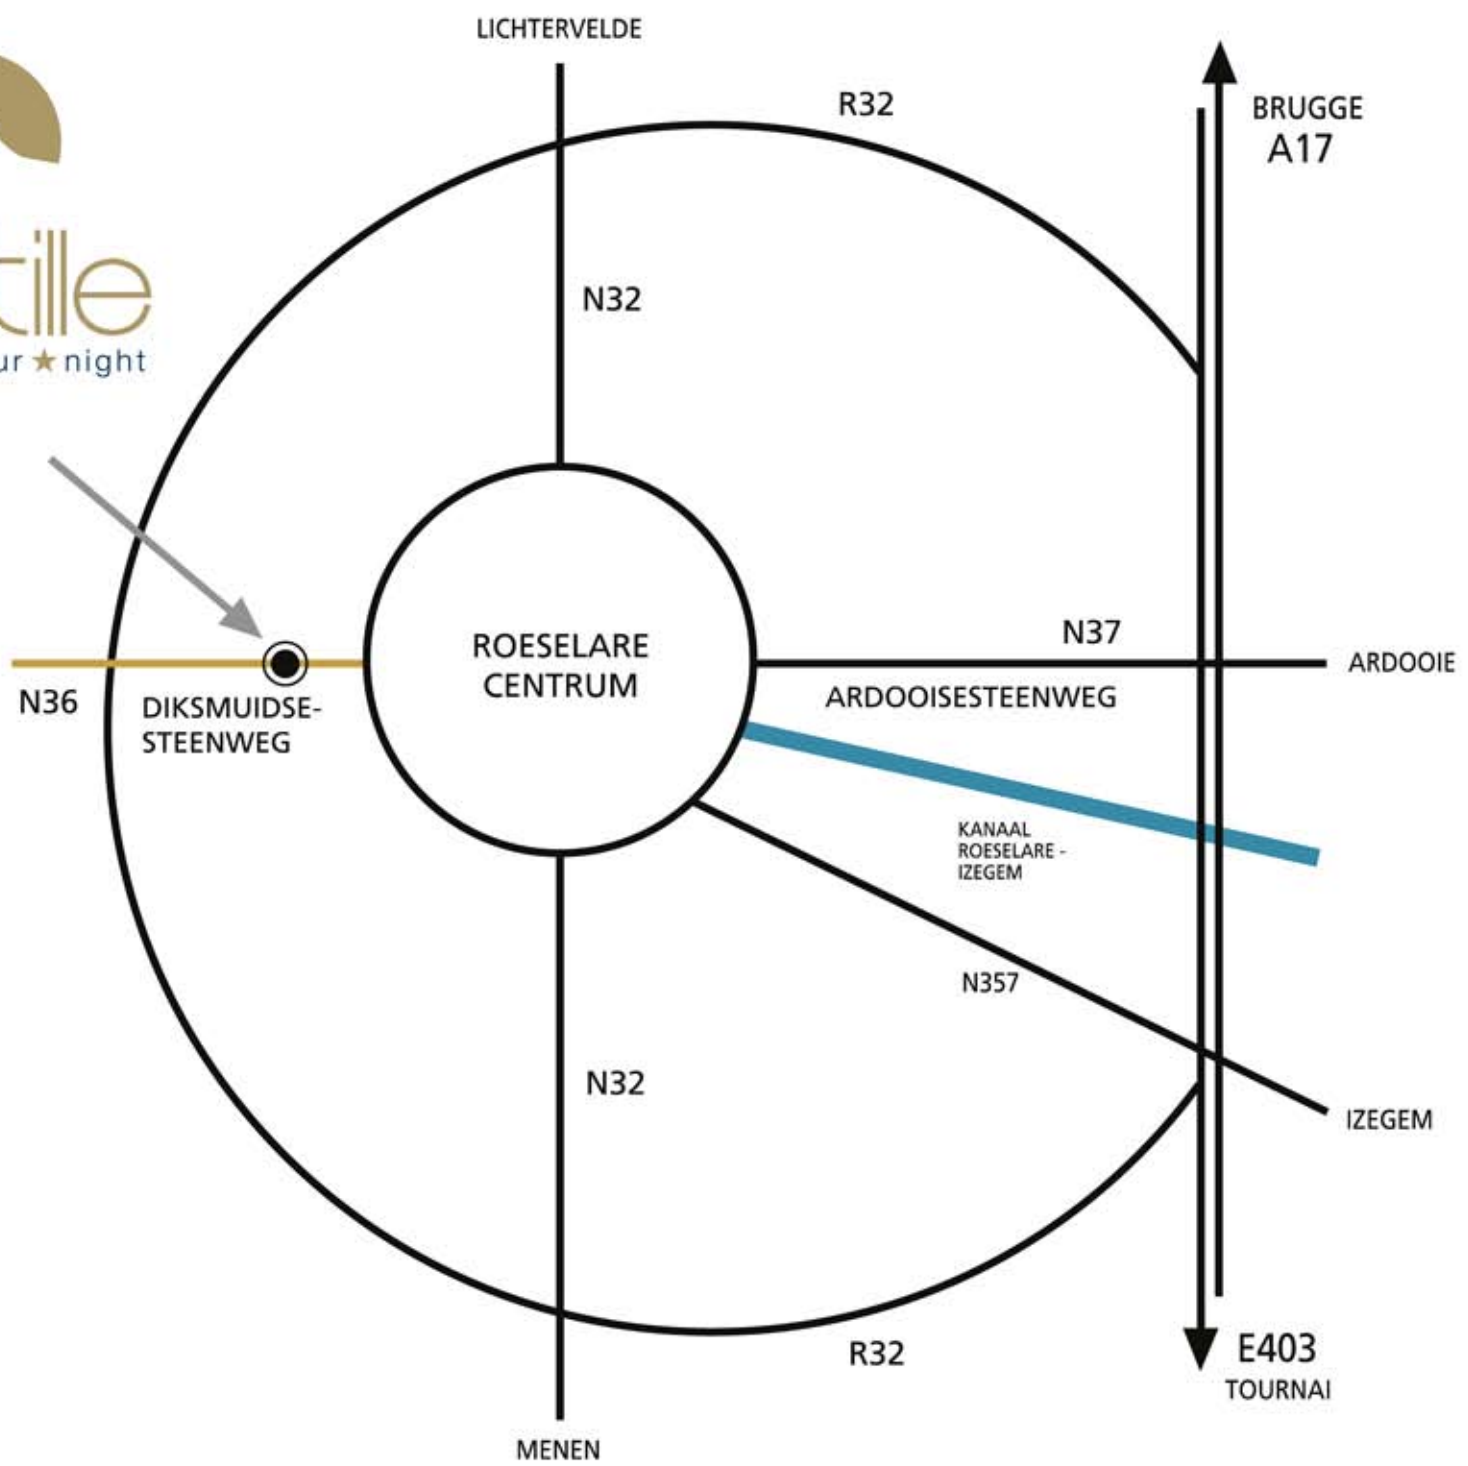 LICHTERVELDE
R32
BRUGGE
A17
N32
tille
ur ★ night
ROESELARE
CENTRUM
N37
ARDOOIE
ARDOOISESTEENWEG
N36
DIKSMUIDSE-
STEENWEG
KANAAL
ROESELARE -
IZEGEM
N357
N32
IZEGEM
R32
E403
TOURNAI
MENEN